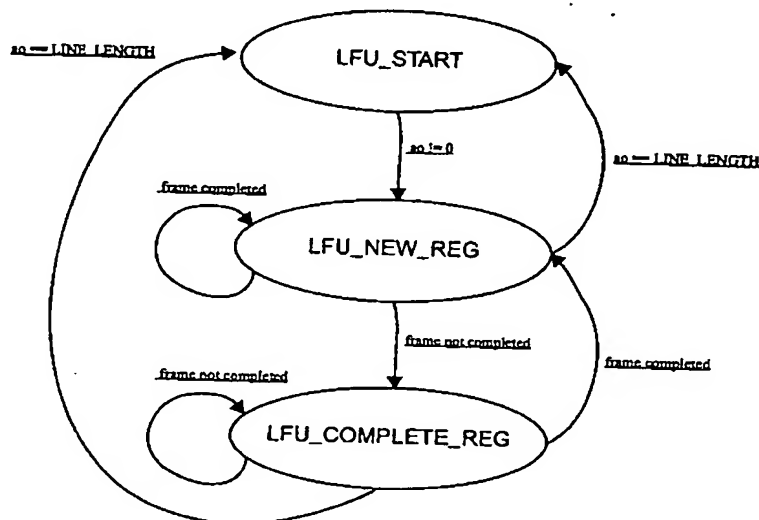 ao == LINE_LENGTH
LFU_START
ao != 0
ao == LINE_LENGTH
frame completed
LFU_NEW_REG
frame not completed
frame completed
frame not completed
LFU_COMPLETE_REG